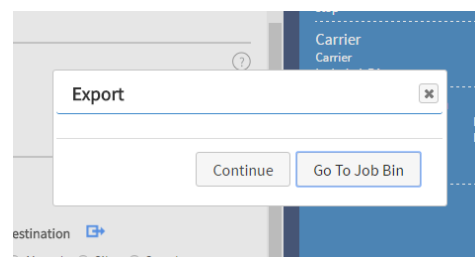 Carrier
Carrier
?
Export
Continue
Go To Job Bin
estination